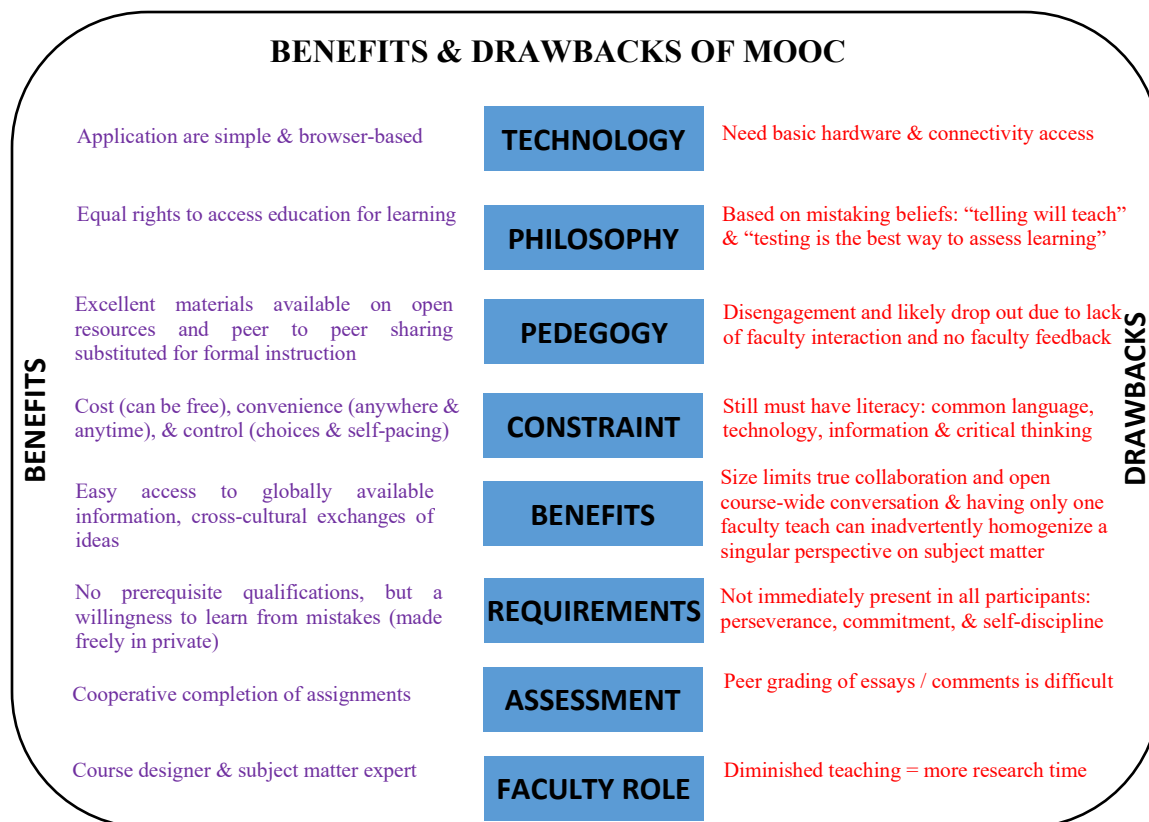 BENEFITS & DRAWBACKS OF MOOC
BENEFITS
DRAWBACKS
Application are simple & browser-based
TECHNOLOGY
Need basic hardware & connectivity access
Equal rights to access education for learning
PHILOSOPHY
Based on mistaking beliefs: “telling will teach”
& “testing is the best way to assess learning”
Excellent materials available on open
resources and peer to peer sharing
substituted for formal instruction
PEDEGOGY
Disengagement and likely drop out due to lack
of faculty interaction and no faculty feedback
Cost (can be free), convenience (anywhere &
anytime), & control (choices & self-pacing)
CONSTRAINT
Still must have literacy: common language,
technology, information & critical thinking
Easy access to globally available
information, cross-cultural exchanges of
ideas
BENEFITS
Size limits true collaboration and open
course-wide conversation & having only one
faculty teach can inadvertently homogenize a
singular perspective on subject matter
No prerequisite qualifications, but a
willingness to learn from mistakes (made
freely in private)
REQUIREMENTS
Not immediately present in all participants:
perseverance, commitment, & self-discipline
Cooperative completion of assignments
ASSESSMENT
Peer grading of essays / comments is difficult
Course designer & subject matter expert
FACULTY ROLE
Diminished teaching = more research time